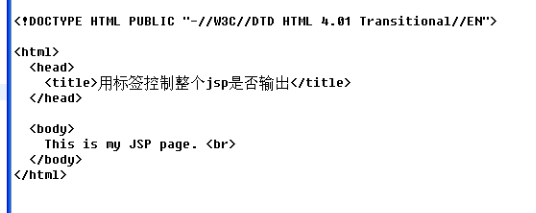 <!DOCTYPE HTML PUBLIC "-//W3C//DTD HTML 4.01 Transitional//EN">
<html>
<head>
<title>用标签控制整个jsp是否输出</title>
</head>
<body>
This is my JSP page. <br>
</body>
</html>